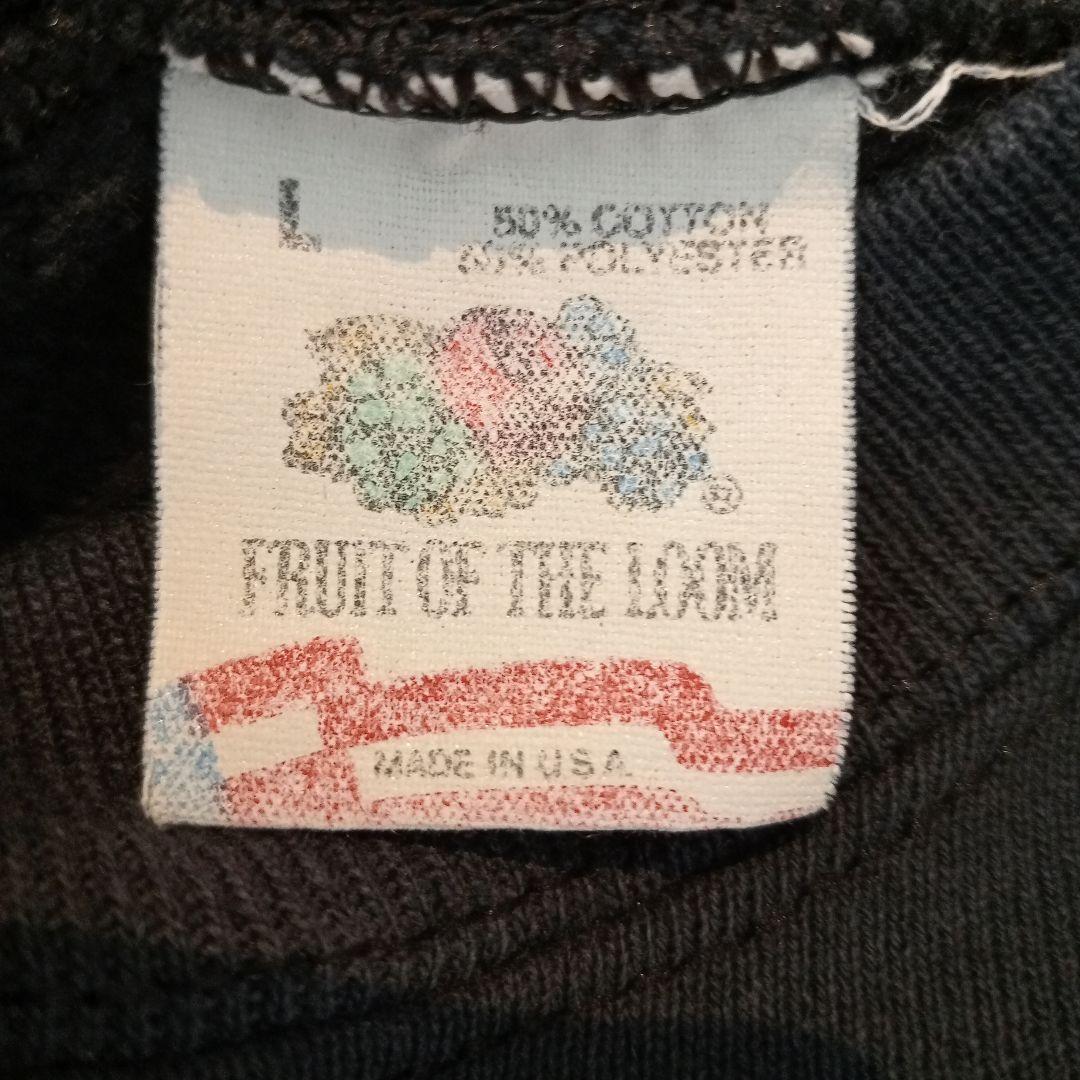 L
50% COTTON
50% POLYESTER
®
FRUIT OF THE LOOM
MADE IN U S A